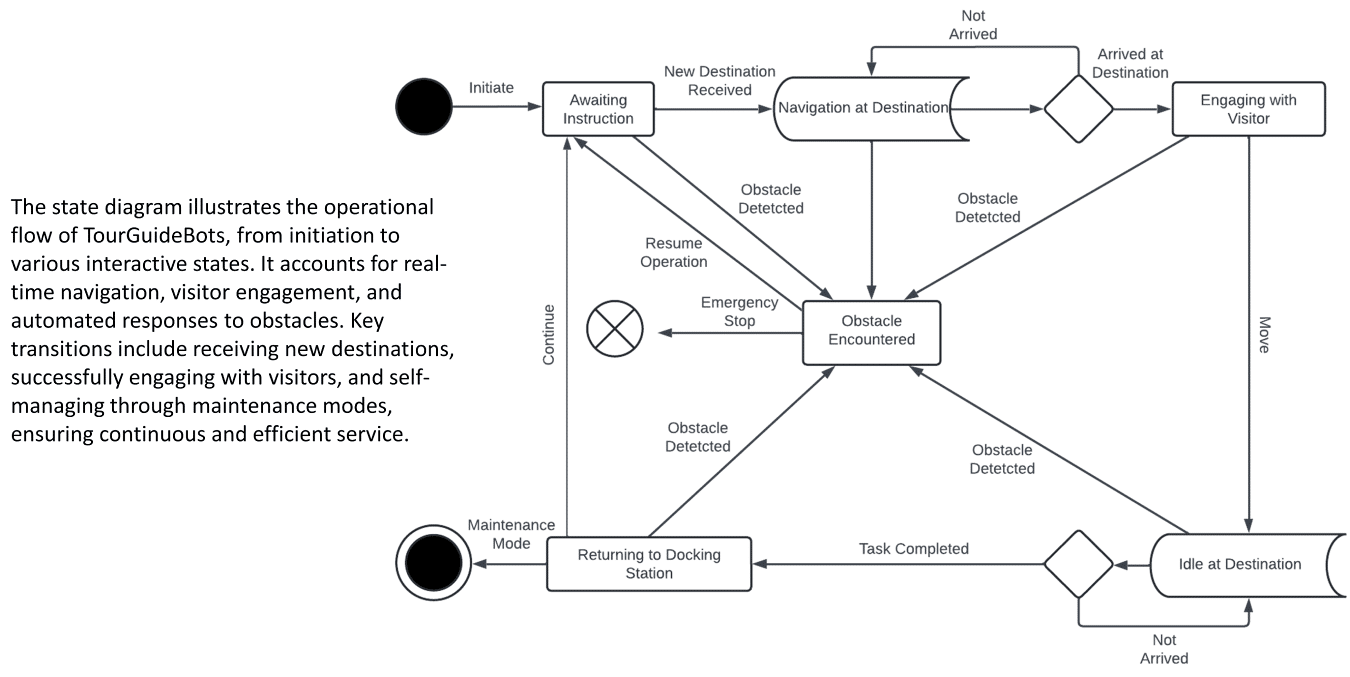 Not
Arrived
Arrived at
Destination
Initiate
New Destination
Received
Awaiting
Instruction
Navigation at Destination
Engaging with
Visitor
The state diagram illustrates the operational
flow of TourGuideBots, from initiation to
various interactive states. It accounts for real-
time navigation, visitor engagement, and
automated responses to obstacles. Key
transitions include receiving new destinations,
successfully engaging with visitors, and self-
managing through maintenance modes,
ensuring continuous and efficient service.
Obstacle
Detetcted
Obstacle
Detetcted
Resume
Operation
Emergency
Stop
Obstacle
Encountered
Continue
Move
Obstacle
Detetcted
Obstacle
Detetcted
Maintenance
Mode
Returning to Docking
Station
Task Completed
Idle at Destination
Not
Arrived